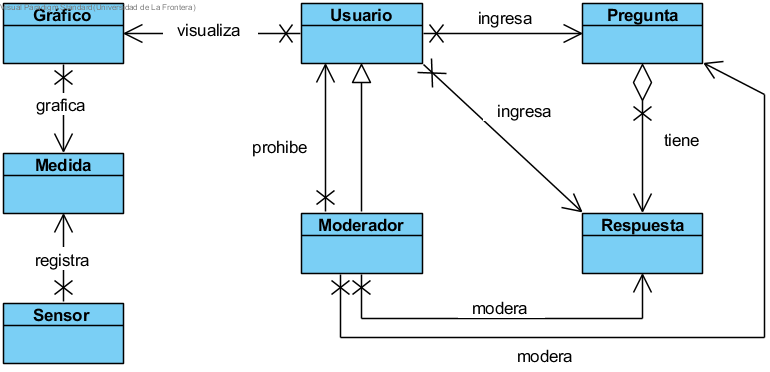 Visual Paradigm Standard(Universidad de La Frontera)
Gráfico
visualiza
Usuario
ingresa
Pregunta
grafica
ingresa
prohibe
tiene
Medida
Moderador
Respuesta
registra
Sensor
modera
modera